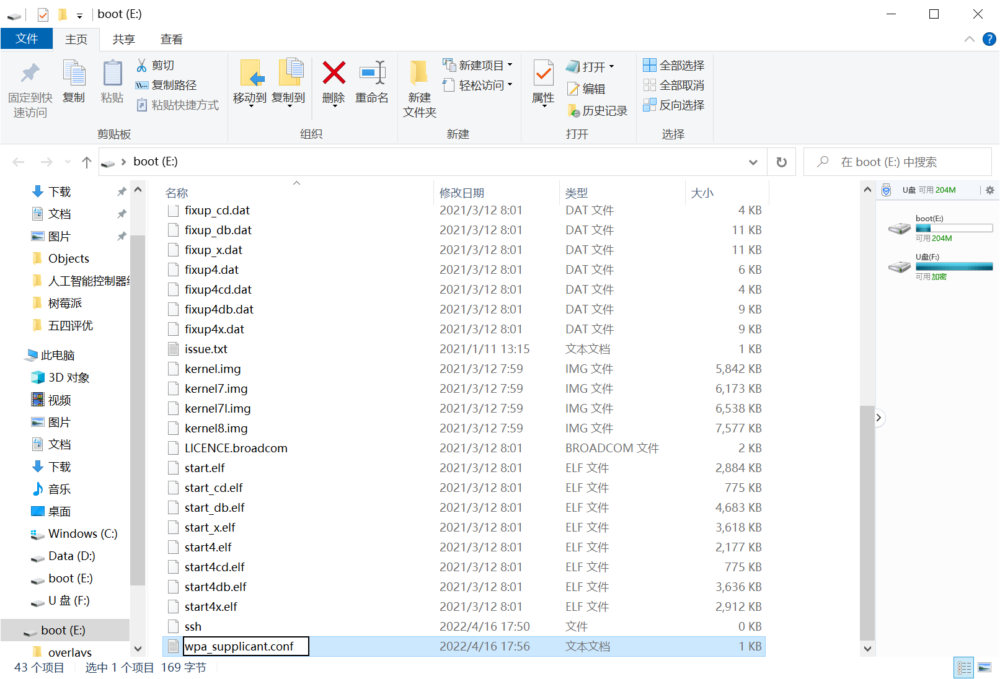 boot (E:)
文件 主页 共享 查看
固定到快速访问
复制
粘贴
剪切
复制路径
粘贴快捷方式
剪贴板
移动到 复制到 删除 重命名
组织
新建
文件夹
新建项目
轻松访问
新建
属性
打开
编辑
历史记录
打开
全部选择
全部取消
反向选择
选择
boot (E:)
在 boot (E:) 中搜索
下载
文档
图片
Objects
人工智能控制器
树莓派
五四评优
此电脑
3D 对象
视频
图片
文档
下载
音乐
桌面
Windows (C:)
Data (D:)
boot (E:)
U 盘 (F:)
boot (E:)
overlays
名称 修改日期 类型 大小
fixup_cd.dat 2021/3/12 8:01 DAT 文件 4 KB
fixup_db.dat 2021/3/12 8:01 DAT 文件 11 KB
fixup_x.dat 2021/3/12 8:01 DAT 文件 11 KB
fixup4.dat 2021/3/12 8:01 DAT 文件 6 KB
fixup4cd.dat 2021/3/12 8:01 DAT 文件 4 KB
fixup4db.dat 2021/3/12 8:01 DAT 文件 9 KB
fixup4x.dat 2021/3/12 8:01 DAT 文件 9 KB
issue.txt 2021/1/11 13:15 文本文档 1 KB
kernel.img 2021/3/12 7:59 IMG 文件 5,842 KB
kernel7.img 2021/3/12 7:59 IMG 文件 6,173 KB
kernel7l.img 2021/3/12 7:59 IMG 文件 6,538 KB
kernel8.img 2021/3/12 7:59 IMG 文件 7,577 KB
LICENCE.broadcom 2021/3/12 8:01 BROADCOM 文件 2 KB
start.elf 2021/3/12 8:01 ELF 文件 2,884 KB
start_cd.elf 2021/3/12 8:01 ELF 文件 775 KB
start_db.elf 2021/3/12 8:01 ELF 文件 4,683 KB
start_x.elf 2021/3/12 8:01 ELF 文件 3,618 KB
start4.elf 2021/3/12 8:01 ELF 文件 2,177 KB
start4cd.elf 2021/3/12 8:01 ELF 文件 775 KB
start4db.elf 2021/3/12 8:01 ELF 文件 3,636 KB
start4x.elf 2021/3/12 8:01 ELF 文件 2,912 KB
ssh 2022/4/16 17:50 文件 0 KB
wpa_supplicant.conf 2022/4/16 17:56 文本文档 1 KB
U盘 可用 204M
boot(E:)
可用 204M
U盘(F:)
可用加密
43 个项目 选中 1 个项目 169 字节